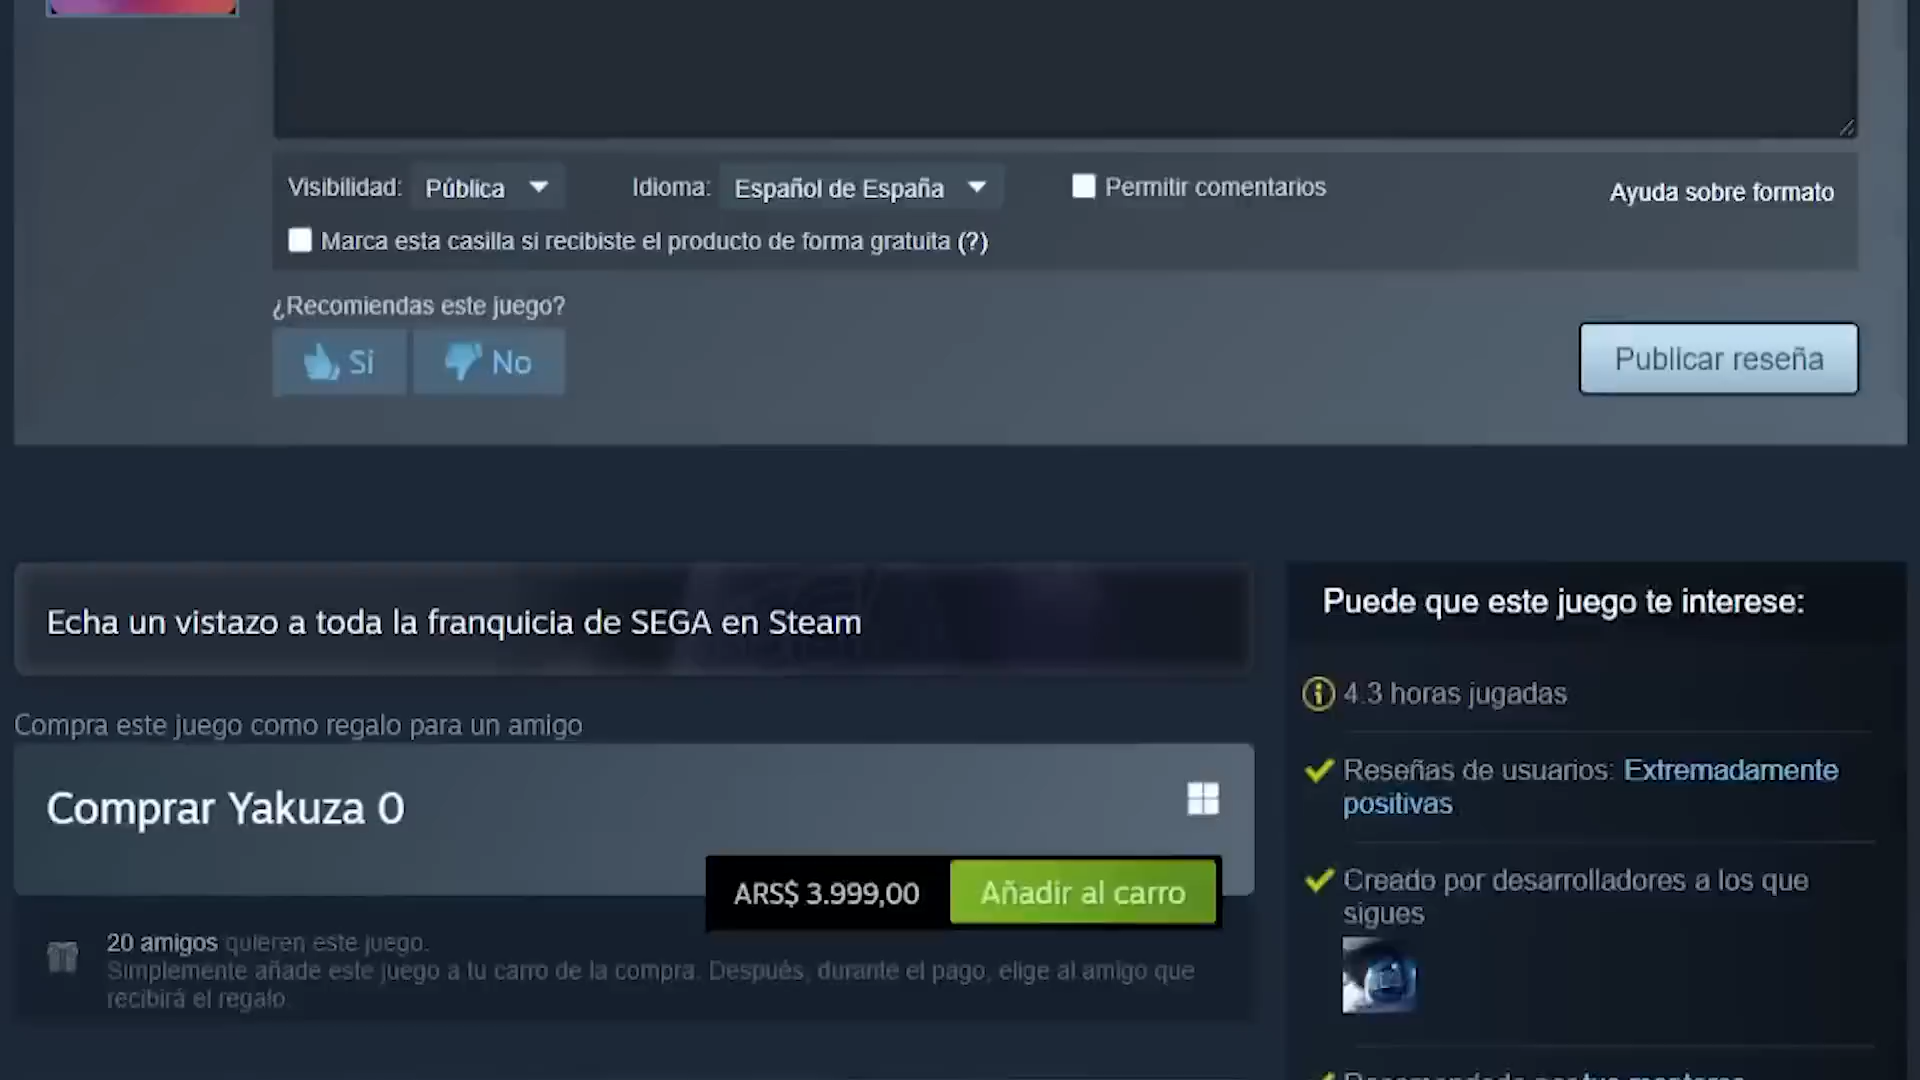 Visibilidad: Pública Idioma: Español de España Permitir comentarios Ayuda sobre formato
Marca esta casilla si recibiste el producto de forma gratuita (?)
¿Recomiendas este juego?
Sí No
Publicar reseña
Echa un vistazo a toda la franquicia de SEGA en Steam
Compra este juego como regalo para un amigo
Comprar Yakuza 0
ARS$ 3.999,00 Añadir al carro
20 amigos quieren este juego.
Simplemente añade este juego a tu carro de la compra. Después, durante el pago, elige al amigo que
recibirá el regalo.
Puede que este juego te interese:
4.3 horas jugadas
Reseñas de usuarios: Extremadamente
positivas
Creado por desarrolladores a los que
sigues